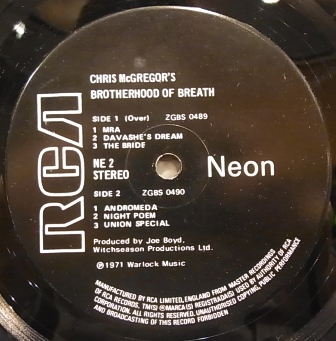 CHRIS McGREGOR'S
BROTHERHOOD OF BREATH
SIDE 1 (Over) ZGBS 0489
1 MRA
2 DAVASHE'S DREAM
3 THE BRIDE
NE 2
STEREO
RCA
Neon
SIDE 2 ZGBS 0490
1 ANDROMEDA
2 NIGHT POEM
3 UNION SPECIAL
Produced by Joe Boyd,
Witchseason Productions Ltd.
℗1971 Warlock Music
MANUFACTURED BY RCA LIMITED, ENGLAND FROM MASTER RECORDINGS
OF RCA RECORDS. TM(S) ® MARCA(S) REGISTRADA(S) USED BY AUTHORITY OF RCA
CORPORATION. ALL RIGHTS RESERVED. UNAUTHORISED COPYING, PUBLIC PERFORMANCE
AND BROADCASTING OF THIS RECORD FORBIDDEN